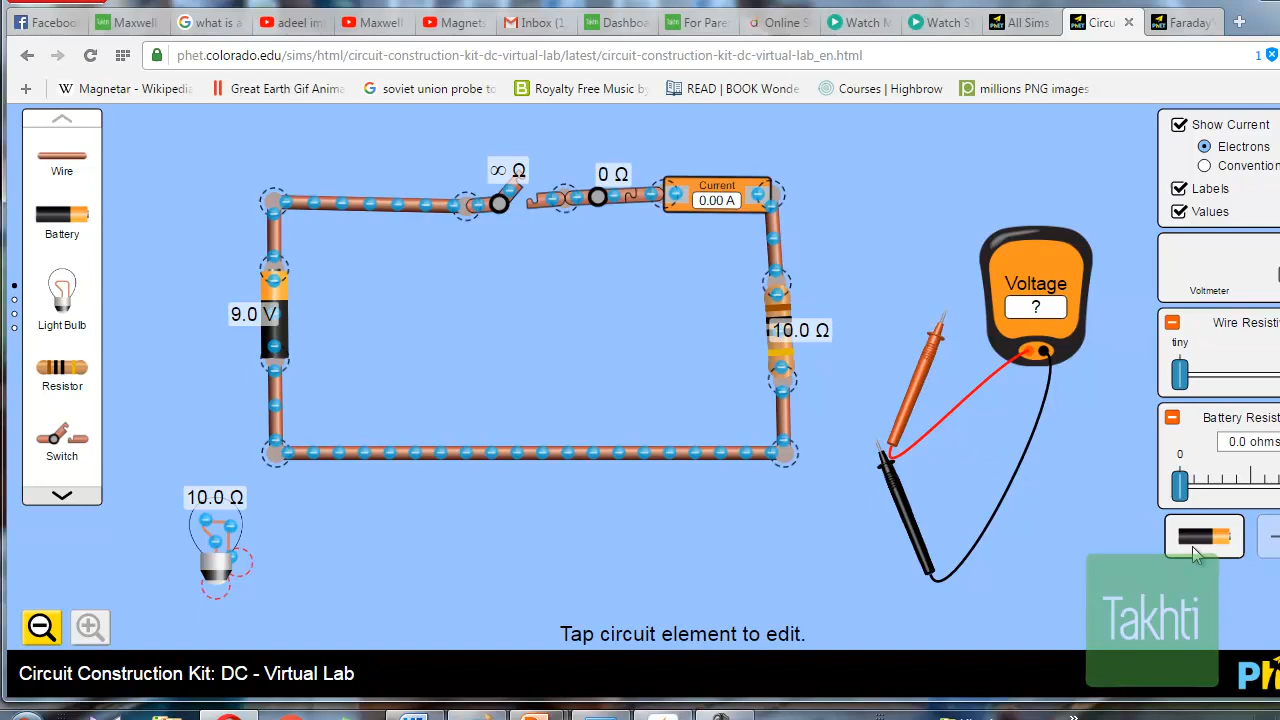 Faceboo
Maxwell
what is a
adeel im
Maxwell
Magnets
Inbox (1
Dashbo
For Parer
Online S
Watch M
Watch S
All Sims
Circu
Faraday
phet.colorado.edu/sims/html/circuit-construction-kit-dc-virtual-lab/latest/circuit-construction-kit-dc-virtual-lab_en.html
1
Magnetar - Wikipedia
Great Earth Gif Anima
soviet union probe to
Royalty Free Music by
READ | BOOK Wonde
Courses | Highbrow
millions PNG images
Wire
Battery
Light Bulb
Resistor
Switch
∞ Ω
0 Ω
Current
0.00 A
9.0 V
10.0 Ω
10.0 Ω
Voltage
?
Show Current
Electrons
Convention
Labels
Values
Voltmeter
Wire Resisti
tiny
Battery Resist
0.0 ohms
0
Takhti
Tap circuit element to edit.
Circuit Construction Kit: DC - Virtual Lab